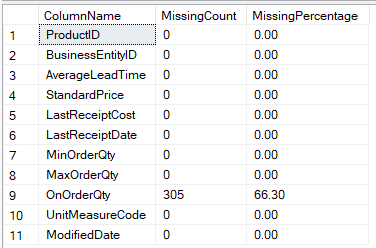 ColumnName MissingCount MissingPercentage
1 ProductID 0 0.00
2 BusinessEntityID 0 0.00
3 AverageLeadTime 0 0.00
4 StandardPrice 0 0.00
5 LastReceiptCost 0 0.00
6 LastReceiptDate 0 0.00
7 MinOrderQty 0 0.00
8 MaxOrderQty 0 0.00
9 OnOrderQty 305 66.30
10 UnitMeasureCode 0 0.00
11 ModifiedDate 0 0.00